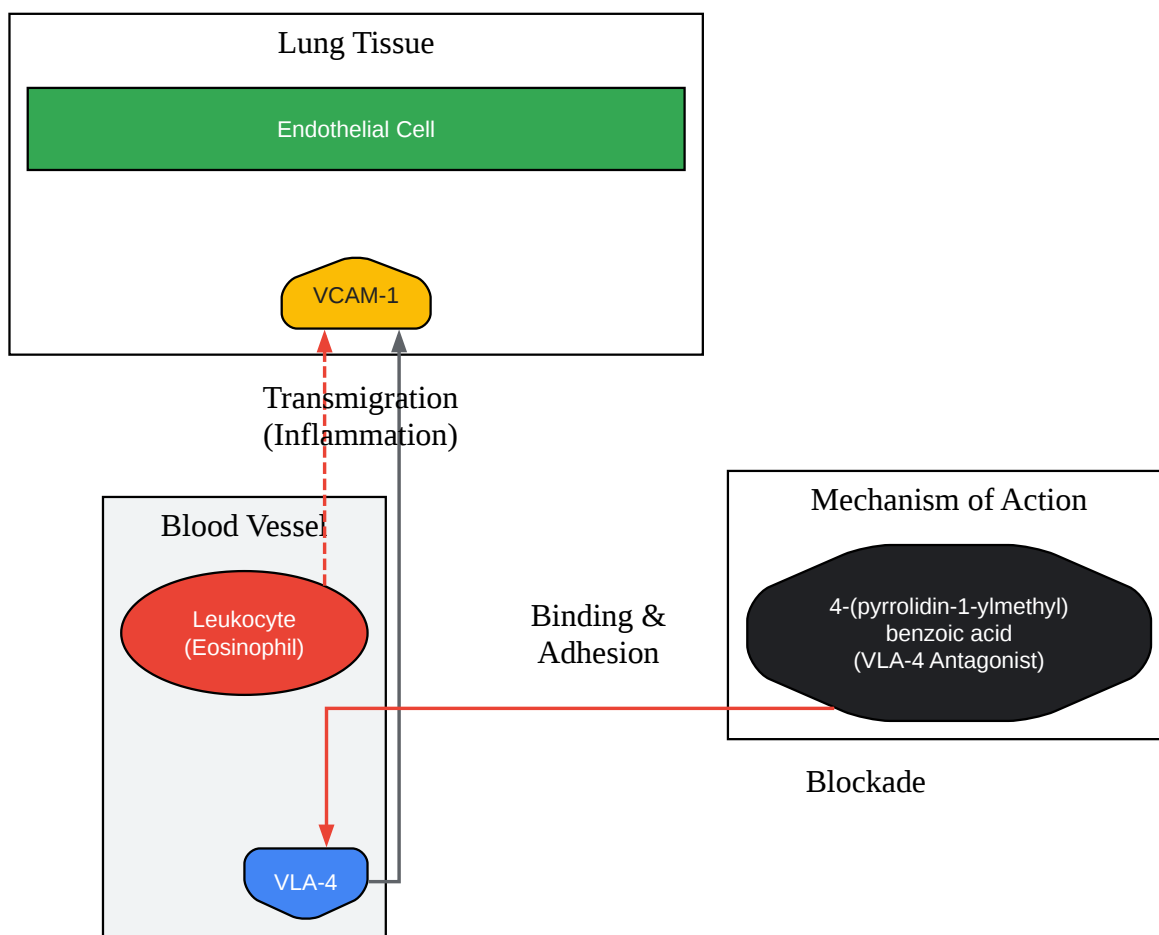 Lung Tissue
Endothelial Cell
VCAM-1
Transmigration
(Inflammation)
Blood Vessel
Leukocyte
(Eosinophil)
Binding &
Adhesion
Mechanism of Action
4-(pyrrolidin-1-ylmethyl)
benzoic acid
(VLA-4 Antagonist)
Blockade
VLA-4